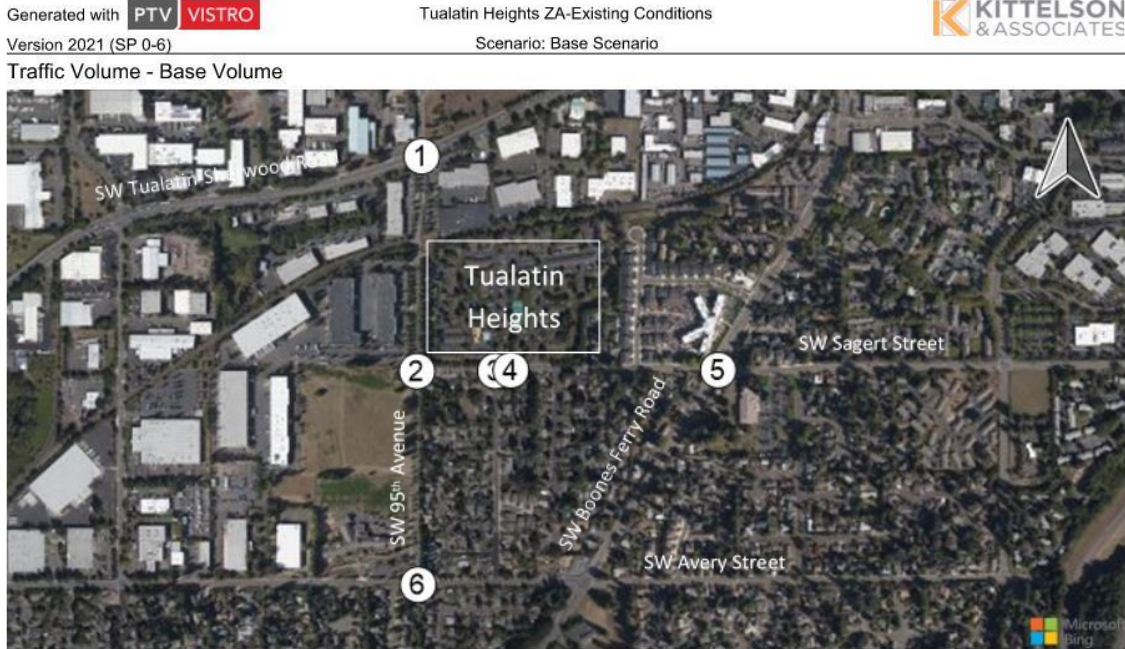 Generated with PTV VISTRO
Tualatin Heights ZA-Existing Conditions
KITTELSON
& ASSOCIATES
Version 2021 (SP 0-6)
Scenario: Base Scenario
Traffic Volume - Base Volume
1
SW Tualatin Sherwood
Tualatin
Heights
SW Sagert Street
2
3
4
5
SW 95th Avenue
SW Boones Ferry Road
SW Avery Street
6
Microsoft
Bing